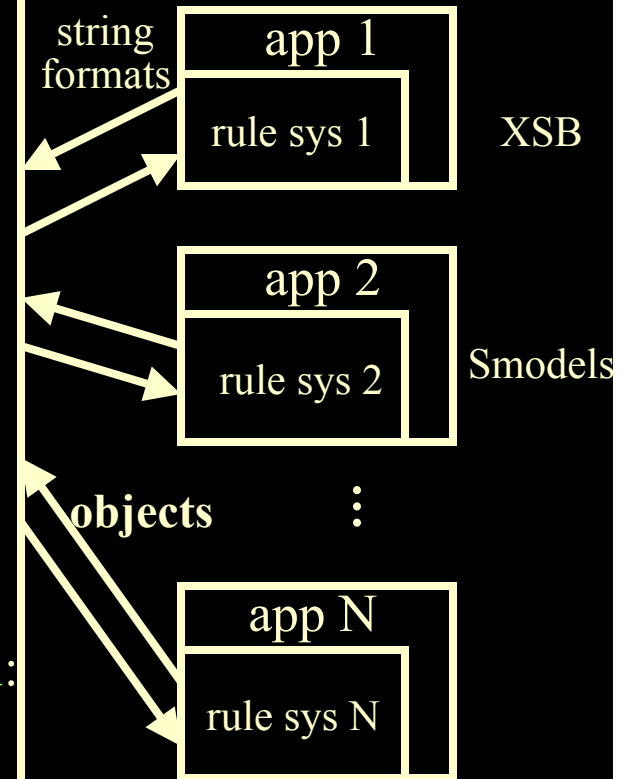 string
formats
app 1
rule sys 1
XSB
app 2
rule sys 2
Smodels
objects
⋮
app N
:
rule sys N